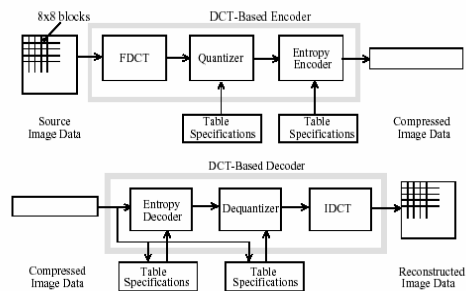 8x8 blocks
DCT-Based Encoder
FDCT
Quantizer
Entropy
Encoder
Source
Image Data
Table
Specifications
Table
Specifications
Compressed
Image Data
DCT-Based Decoder
Entropy
Decoder
Dequantizer
IDCT
Compressed
Image Data
Table
Specifications
Table
Specifications
Reconstructed
Image Data